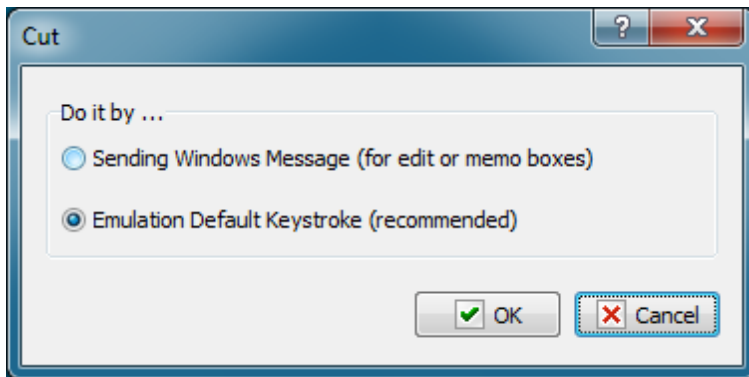 Cut
?
X
Do it by ...
Sending Windows Message (for edit or memo boxes)
Emulation Default Keystroke (recommended)
OK
Cancel